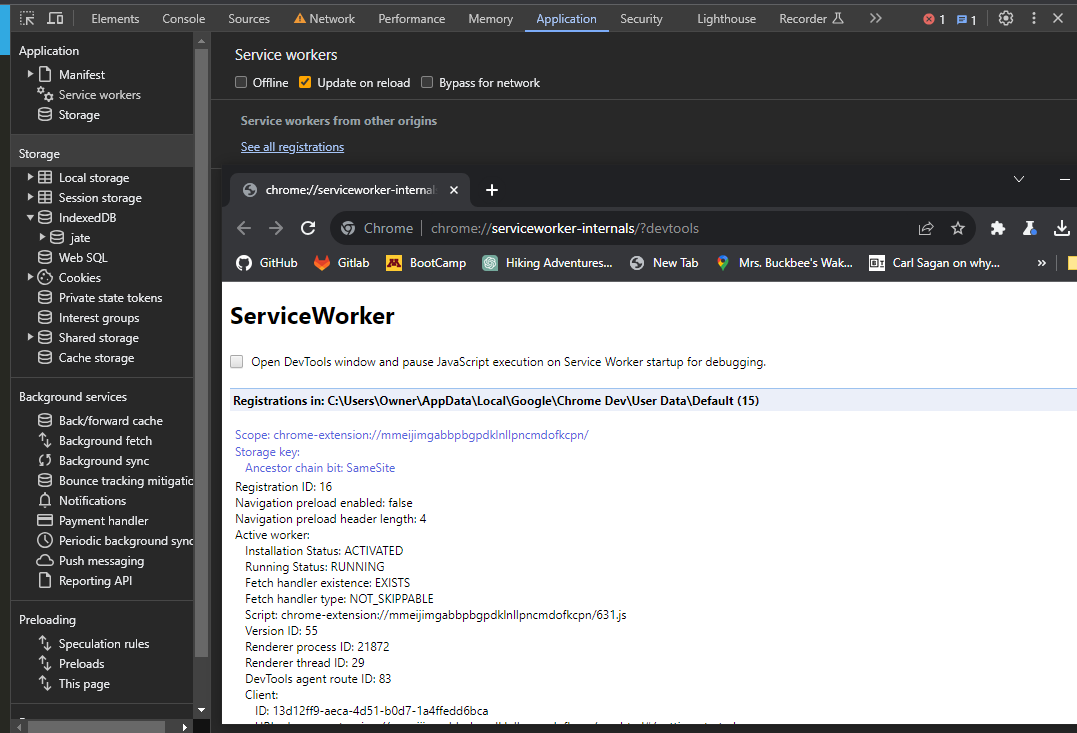 Elements Console Sources Network Performance Memory Application Security Lighthouse Recorder 1 1
Application
Manifest
Service workers
Storage
Storage
Local storage
Session storage
IndexedDB
jate
Web SQL
Cookies
Private state tokens
Interest groups
Shared storage
Cache storage
Background services
Back/forward cache
Background fetch
Background sync
Bounce tracking mitigatic
Notifications
Payment handler
Periodic background sync
Push messaging
Reporting API
Preloading
Speculation rules
Preloads
This page
Service workers
Offline Update on reload Bypass for network
Service workers from other origins
See all registrations
chrome://serviceworker-internal
Chrome chrome://serviceworker-internals/?devtools
GitHub Gitlab BootCamp Hiking Adventures... New Tab Mrs. Buckbee's Wak... Carl Sagan on why... »
ServiceWorker
Open DevTools window and pause JavaScript execution on Service Worker startup for debugging.
Registrations in: C:\Users\Owner\AppData\Local\Google\Chrome Dev\User Data\Default (15)
Scope: chrome-extension://mmeijimgabbpbgpdklnllpncmdofkcpn/
Storage key:
Ancestor chain bit: SameSite
Registration ID: 16
Navigation preload enabled: false
Navigation preload header length: 4
Active worker:
Installation Status: ACTIVATED
Running Status: RUNNING
Fetch handler existence: EXISTS
Fetch handler type: NOT_SKIPPABLE
Script: chrome-extension://mmeijimgabbpbgpdklnllpncmdofkcpn/631.js
Version ID: 55
Renderer process ID: 21872
Renderer thread ID: 29
DevTools agent route ID: 83
Client:
ID: 13d12ff9-aeca-4d51-b0d7-1a4ffedd6bca